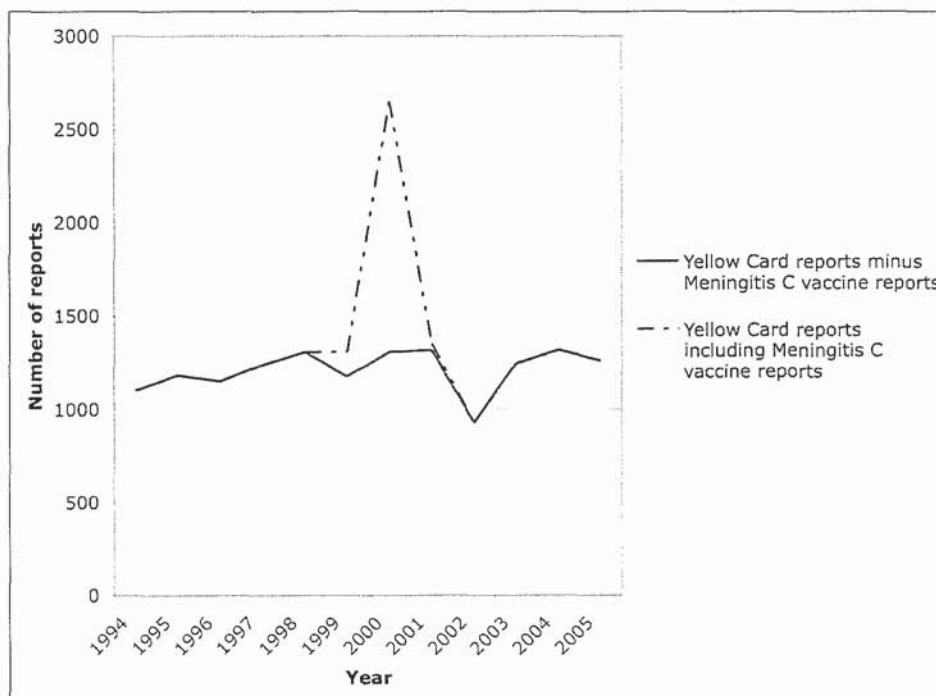 3000
2500
2000
1500
1000
500
0
Number of reports
1994
1995
1996
1997
1998
1999
2000
2001
2002
2003
2004
2005
Year
Yellow Card reports minus
Meningitis C vaccine reports
Yellow Card reports
including Meningitis C
vaccine reports